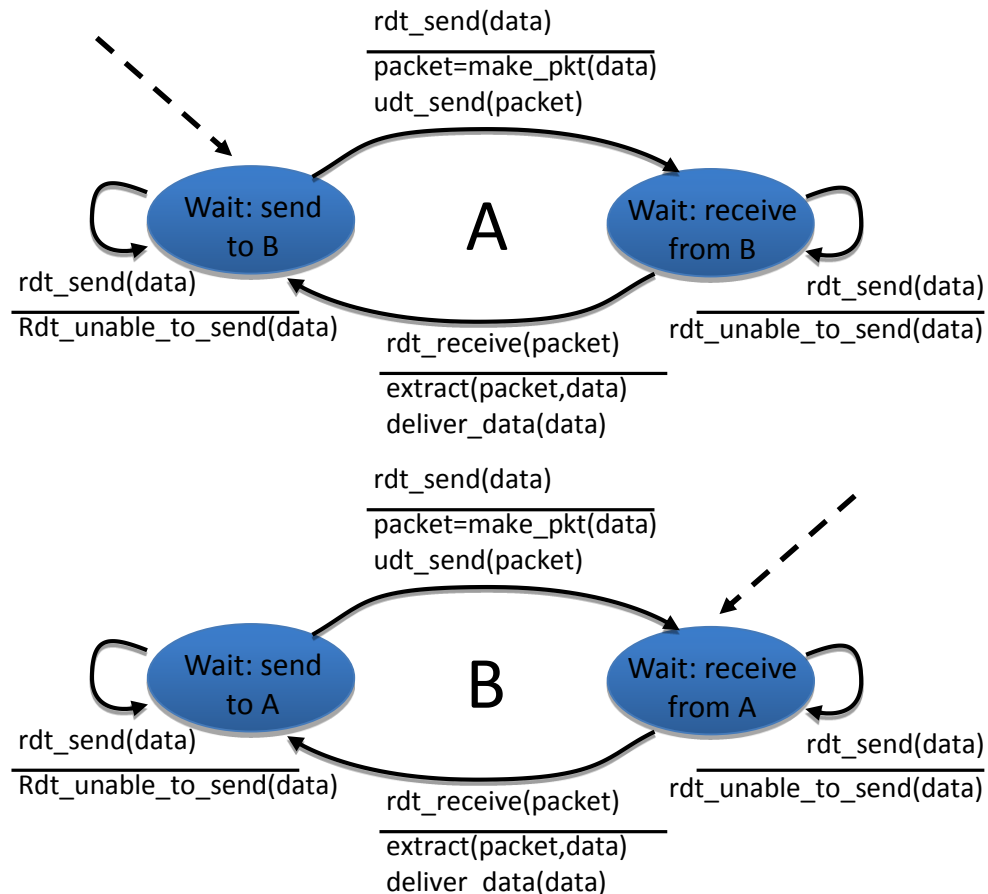 rdt_send(data)
packet=make_pkt(data)
udt_send(packet)
Wait: send
to B
A
Wait: receive
from B
rdt_send(data)
Rdt_unable_to_send(data)
rdt_send(data)
rdt_unable_to_send(data)
rdt_receive(packet)
extract(packet,data)
deliver_data(data)
rdt_send(data)
packet=make_pkt(data)
udt_send(packet)
Wait: send
to A
B
Wait: receive
from A
rdt_send(data)
Rdt_unable_to_send(data)
rdt_send(data)
rdt_unable_to_send(data)
rdt_receive(packet)
extract(packet,data)
deliver_data(data)